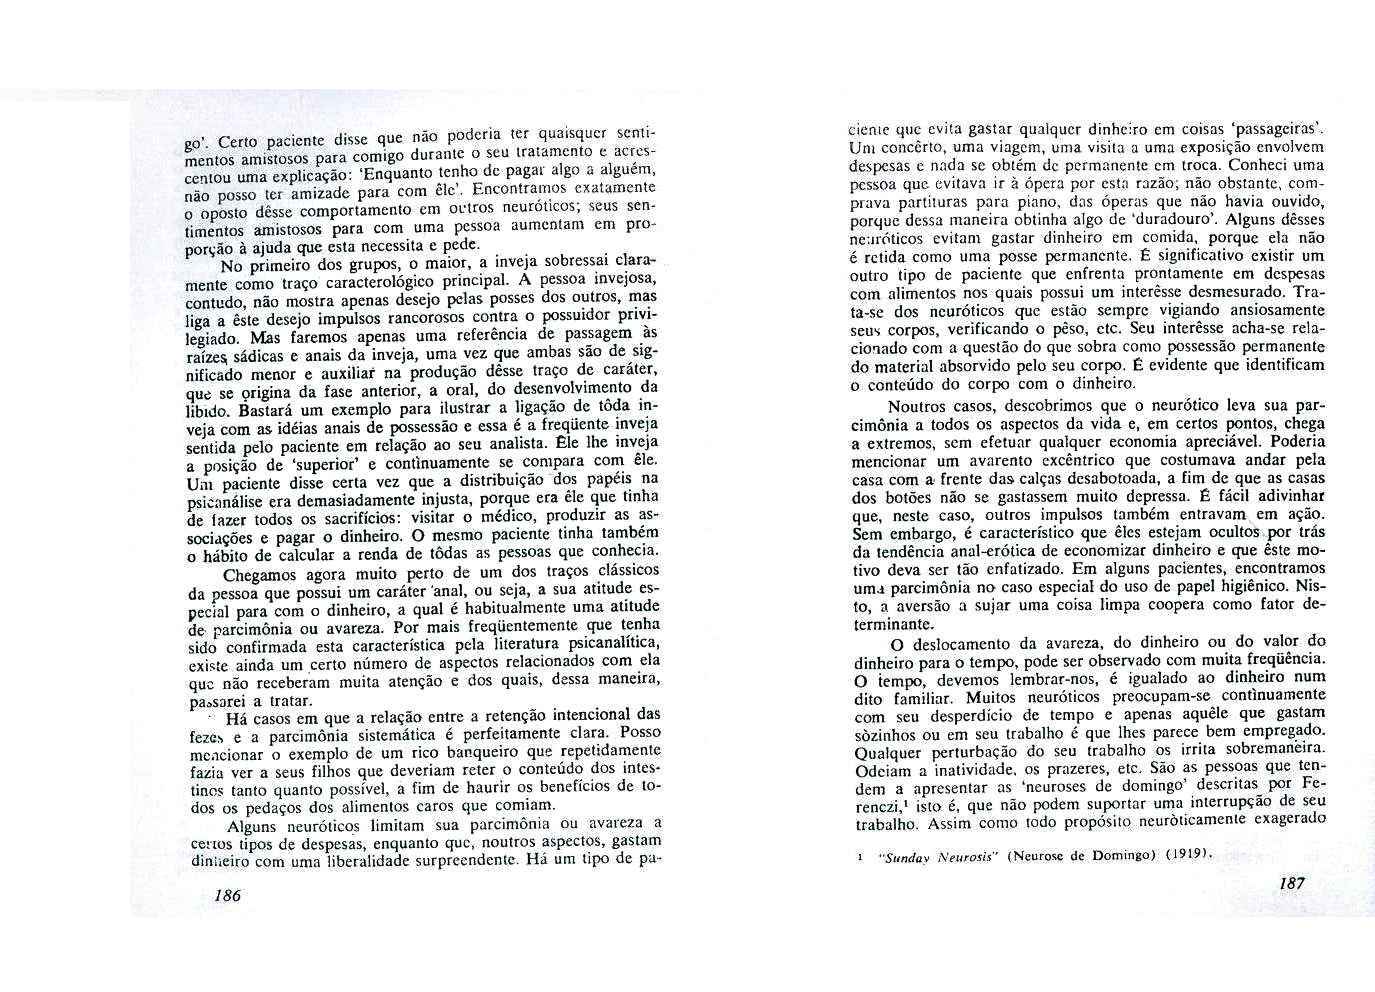 go'. Certo paciente disse que não poderia ter quaisquer senti-
mentos amistosos para comigo durante o seu tratamento e acres-
centou uma explicação: 'Enquanto tenho de pagar algo a alguém,
não posso ter amizade para com êle'. Encontramos exatamente
o oposto dêsse comportamento em outros neuróticos; seus sen-
timentos amistosos para com uma pessoa aumentam em pro-
porção à ajuda que esta necessita e pede.
No primeiro dos grupos, o maior, a inveja sobressai clara-
mente como traço caracterológico principal. A pessoa invejosa,
contudo, não mostra apenas desejo pelas posses dos outros, mas
liga a êste desejo impulsos rancorosos contra o possuidor privi-
legiado. Mas faremos apenas uma referência de passagem às
raízes sádicas e anais da inveja, uma vez que ambas são de sig-
nificado menor e auxiliar na produção dêsse traço de caráter,
que se origina da fase anterior, a oral, do desenvolvimento da
libido. Bastará um exemplo para ilustrar a ligação de tôda in-
veja com as idéias anais de possessão e essa é a freqüente inveja
sentida pelo paciente em relação ao seu analista. Êle lhe inveja
a posição de 'superior' e contìnuamente se compara com êle.
Um paciente disse certa vez que a distribuição dos papéis na
psicanálise era demasiadamente injusta, porque era êle que tinha
de fazer todos os sacrifícios: visitar o médico, produzir as as-
sociações e pagar o dinheiro. O mesmo paciente tinha também
o hábito de calcular a renda de tôdas as pessoas que conhecia.
Chegamos agora muito perto de um dos traços clássicos
da pessoa que possui um caráter anal, ou seja, a sua atitude es-
pecial para com o dinheiro, a qual é habitualmente uma atitude
de parcimônia ou avareza. Por mais freqüentemente que tenha
sido confirmada esta característica pela literatura psicanalítica,
existe ainda um certo número de aspectos relacionados com ela
que não receberam muita atenção e dos quais, dessa maneira,
passarei a tratar.
Há casos em que a relação entre a retenção intencional das
fezes e a parcimônia sistemática é perfeitamente clara. Posso
mencionar o exemplo de um rico banqueiro que repetidamente
fazia ver a seus filhos que deveriam reter o conteúdo dos intes-
tinos tanto quanto possível, a fim de haurir os benefícios de to-
dos os pedaços dos alimentos caros que comiam.
Alguns neuróticos limitam sua parcimônia ou avareza a
certos tipos de despesas, enquanto que, noutros aspectos, gastam
dinheiro com uma liberalidade surpreendente. Há um tipo de pa-
186
ciente que evita gastar qualquer dinheiro em coisas 'passageiras'.
Um concêrto, uma viagem, uma visita a uma exposição envolvem
despesas e nada se obtém de permanente em troca. Conheci uma
pessoa que evitava ir à ópera por esta razão; não obstante, com-
prava partituras para piano, das óperas que não havia ouvido,
porque dessa maneira obtinha algo de 'duradouro'. Alguns dêsses
neuróticos evitam gastar dinheiro em comida, porque ela não
é retida como uma posse permanente. É significativo existir um
outro tipo de paciente que enfrenta prontamente em despesas
com alimentos nos quais possui um interêsse desmesurado. Tra-
ta-se dos neuróticos que estão sempre vigiando ansiosamente
seus corpos, verificando o pêso, etc. Seu interêsse acha-se rela-
cionado com a questão do que sobra como possessão permanente
do material absorvido pelo seu corpo. É evidente que identificam
o conteúdo do corpo com o dinheiro.
Noutros casos, descobrimos que o neurótico leva sua par-
cimônia a todos os aspectos da vida e, em certos pontos, chega
a extremos, sem efetuar qualquer economia apreciável. Poderia
mencionar um avarento excêntrico que costumava andar pela
casa com a frente das calças desabotoada, a fim de que as casas
dos botões não se gastassem muito depressa. É fácil adivinhar
que, neste caso, outros impulsos também entravam em ação.
Sem embargo, é característico que êles estejam ocultos por trás
da tendência anal-erótica de economizar dinheiro e que êste mo-
tivo deva ser tão enfatizado. Em alguns pacientes, encontramos
uma parcimônia no caso especial do uso de papel higiênico. Nis-
to, a aversão a sujar uma coisa limpa coopera como fator de-
terminante.
O deslocamento da avareza, do dinheiro ou do valor do
dinheiro para o tempo, pode ser observado com muita freqüência.
O tempo, devemos lembrar-nos, é igualado ao dinheiro num
dito familiar. Muitos neuróticos preocupam-se contìnuamente
com seu desperdício de tempo e apenas aquêle que gastam
sòzinhos ou em seu trabalho é que lhes parece bem empregado.
Qualquer perturbação do seu trabalho os irrita sobremaneira.
Odeiam a inatividade, os prazeres, etc. São as pessoas que ten-
dem a apresentar as 'neuroses de domingo' descritas por Fe-
renczi,¹ isto é, que não podem suportar uma interrupção de seu
trabalho. Assim como todo propósito neuròticamente exagerado
¹ "Sunday Neurosis" (Neurose de Domingo) (1919).
187